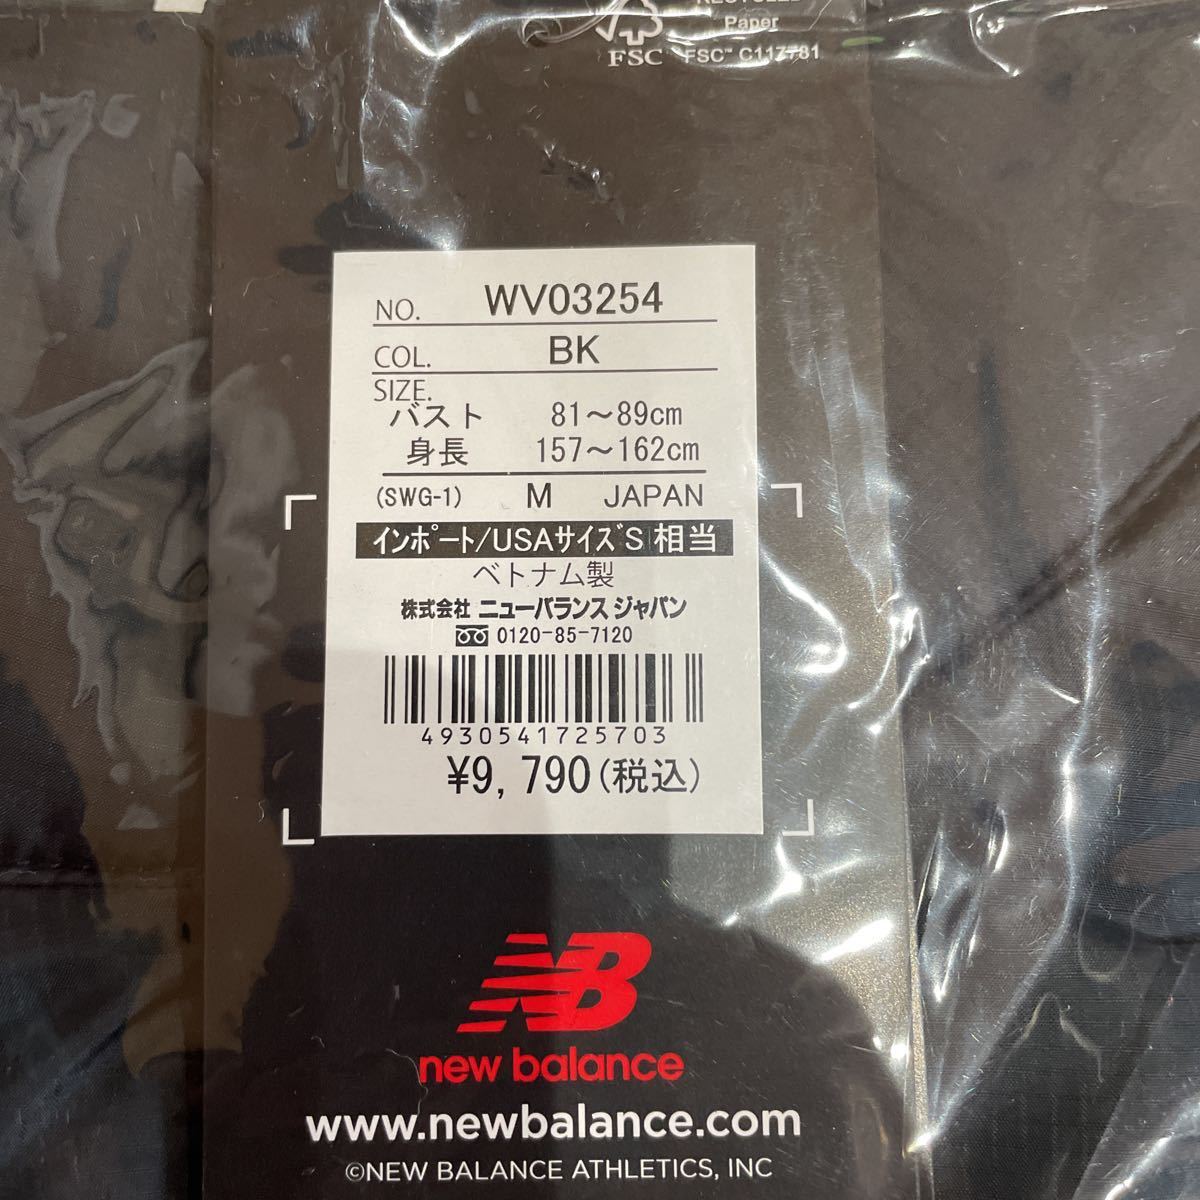 Paper
FSC FSC™ C117781
NO. WV03254
COL. BK
SIZE.
バスト 81～89cm
身長 157～162cm
(SWG-1) M JAPAN
インポート/USAサイズS相当
ベトナム製
株式会社 ニューバランス ジャパン
0120-85-7120
4930541725703
¥9,790(税込)
NB
new balance
www.newbalance.com
©NEW BALANCE ATHLETICS, INC